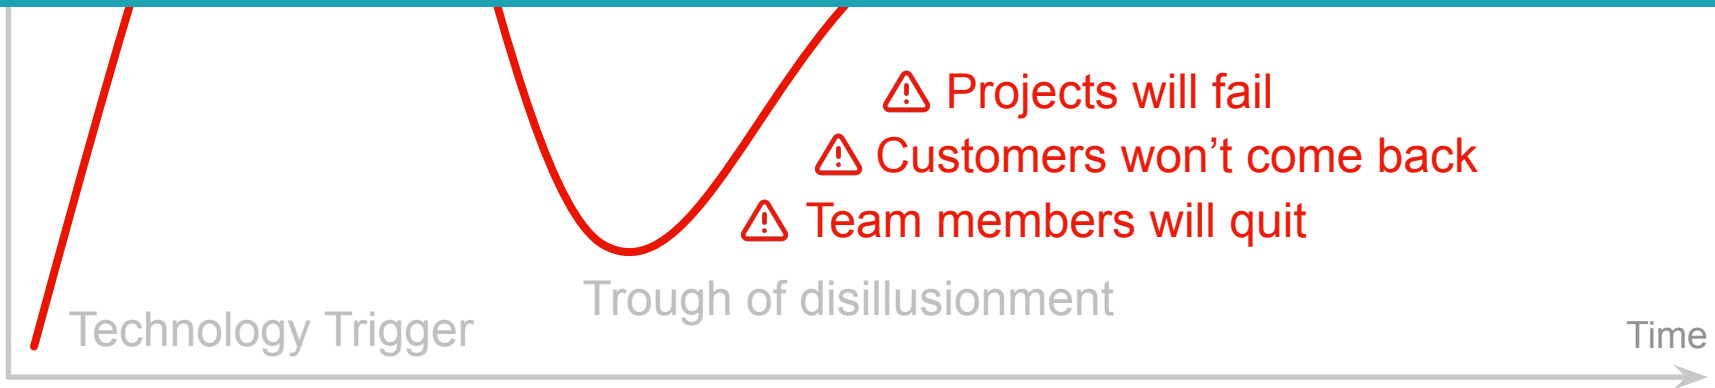 Projects will fail
Customers won’t come back
Team members will quit
Trough of disillusionment
Technology Trigger
Time